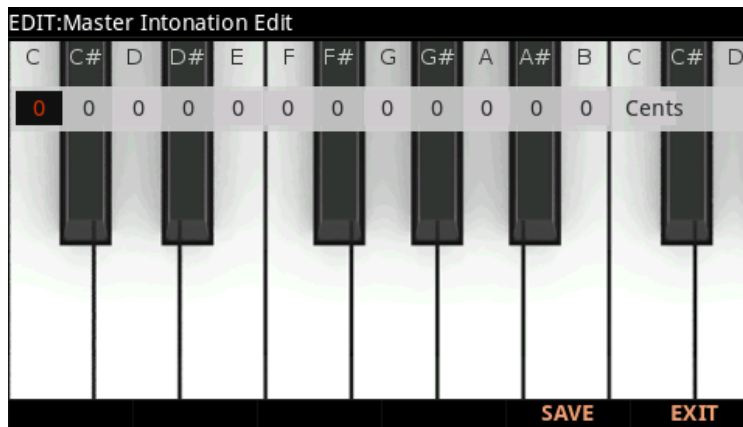 EDIT:Master Intonation Edit
C C# D D# E F F# G G# A A# B C C# D
0 0 0 0 0 0 0 0 0 0 0 0 Cents
SAVE EXIT